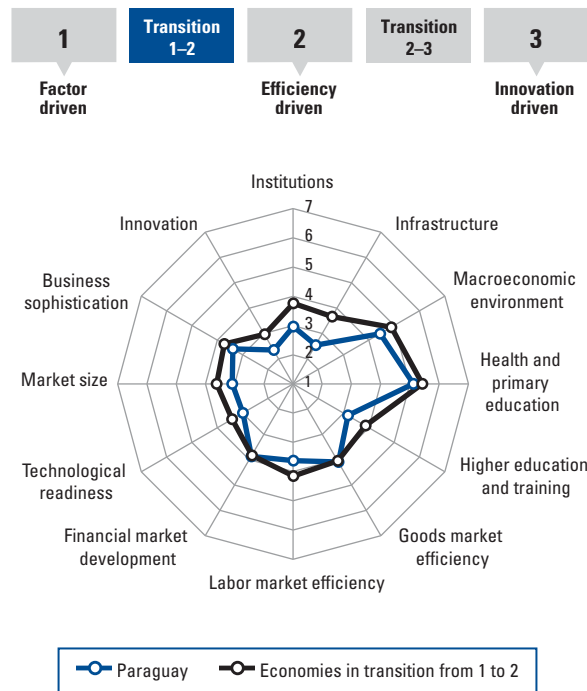 1
Transition
1–2
2
Transition
2–3
3
Factor
driven
Efficiency
driven
Innovation
driven
Institutions
Infrastructure
Macroeconomic
environment
Health and
primary
education
Higher education
and training
Goods market
efficiency
Labor market efficiency
Financial market
development
Technological
readiness
Market size
Business
sophistication
Innovation
7
6
5
4
3
2
1
Paraguay
Economies in transition from 1 to 2